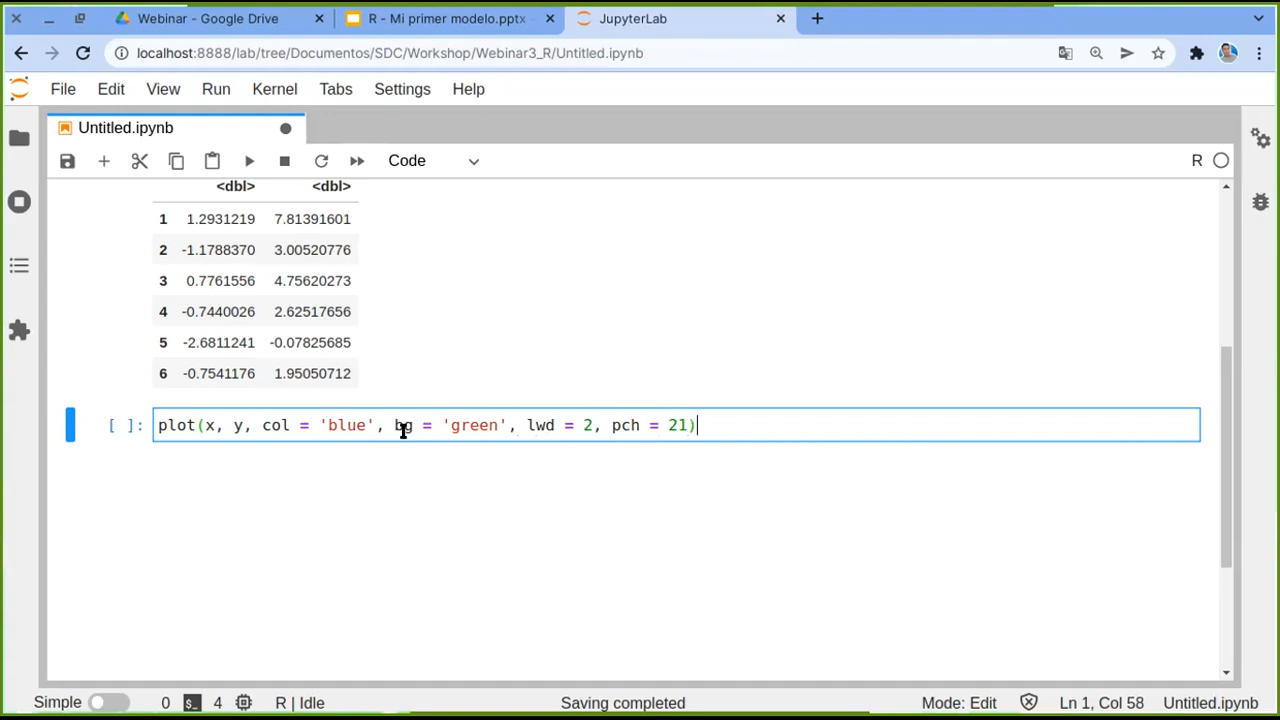 Webinar - Google Drive
R - Mi primer modelo.pptx -
JupyterLab
localhost:8888/lab/tree/Documentos/SDC/Workshop/Webinar3_R/Untitled.ipynb
File Edit View Run Kernel Tabs Settings Help
Untitled.ipynb
Code
R
<dbl> <dbl>
1 1.2931219 7.81391601
2 -1.1788370 3.00520776
3 0.7761556 4.75620273
4 -0.7440026 2.62517656
5 -2.6811241 -0.07825685
6 -0.7541176 1.95050712
[ ]: plot(x, y, col = 'blue', bg = 'green', lwd = 2, pch = 21)
Simple 0 4 R | Idle Saving completed Mode: Edit Ln 1, Col 58 Untitled.ipynb